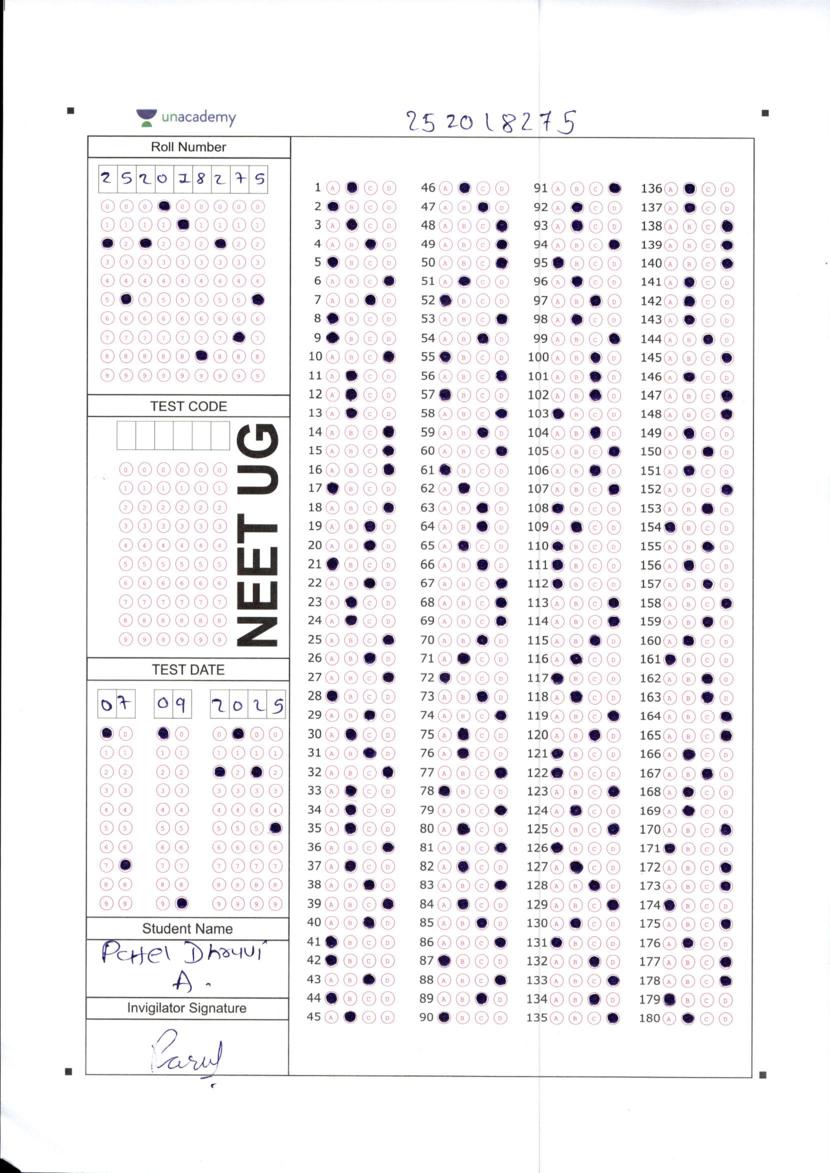 unacademy
252018275
Roll Number
2 5 2 0 1 8 2 7 5
TEST CODE
NEET UG
TEST DATE
07 09 2025
Student Name
Patel Dhruvi
A.
Invigilator Signature
Parul
1 A C D 46 A C D 91 A B C 136 A C D
2 B C D 47 A B D 92 A C D 137 A C D
3 A C D 48 A B C 93 A C D 138 A B C
4 A B D 49 A B C 94 A B C 139 A B C
5 B C D 50 A B C 95 B C D 140 A B C
6 A B C 51 A C D 96 A C D 141 A C D
7 A B D 52 B C D 97 A B D 142 A C D
8 B C D 53 A B C 98 A C D 143 A C D
9 B C D 54 A B D 99 A B C 144 A B D
10 A B C 55 B C D 100 A B D 145 A B C
11 A C D 56 A B C 101 A B D 146 A C D
12 A C D 57 B C D 102 A B D 147 A B C
13 A C D 58 A B C 103 B C D 148 A B C
14 A B C 59 A B D 104 A B D 149 A C D
15 A B C 60 A B C 105 A B C 150 A B D
16 A B C 61 B C D 106 A B D 151 A C D
17 B C D 62 A C D 107 A B C 152 A B C
18 A B C 63 A B D 108 B C D 153 A B D
19 A B D 64 A B D 109 A C D 154 B C D
20 A B D 65 A C D 110 B C D 155 A B D
21 B C D 66 A B D 111 B C D 156 A C D
22 A B D 67 A B C 112 B C D 157 A B D
23 A C D 68 A B C 113 A B C 158 A B C
24 A C D 69 A B C 114 A B C 159 A B D
25 A B C 70 A B D 115 A B D 160 A C D
26 A B D 71 A C D 116 A C D 161 B C D
27 A B C 72 B C D 117 B C D 162 A B D
28 B C D 73 A B D 118 A C D 163 A B D
29 A B D 74 A B C 119 A B C 164 A B C
30 A C D 75 A C D 120 A B D 165 A B C
31 A B D 76 A C D 121 B C D 166 A C D
32 A B C 77 A B C 122 B C D 167 A B D
33 A C D 78 B C D 123 A B C 168 A C D
34 A C D 79 A B C 124 A C D 169 A C D
35 A C D 80 A C D 125 A B C 170 A B C
36 A B C 81 A B C 126 B C D 171 B C D
37 A C D 82 A C D 127 A C D 172 A B C
38 A B D 83 A B C 128 A B D 173 A B C
39 A B C 84 A C D 129 A B C 174 B C D
40 A B D 85 A B D 130 A C D 175 A B C
41 B C D 86 A B C 131 B C D 176 A C D
42 B C D 87 B C D 132 A B D 177 A B C
43 A B D 88 A B C 133 A B C 178 A B C
44 B C D 89 A B D 134 A B D 179 B C D
45 A C D 90 B C D 135 A B C 180 A C D